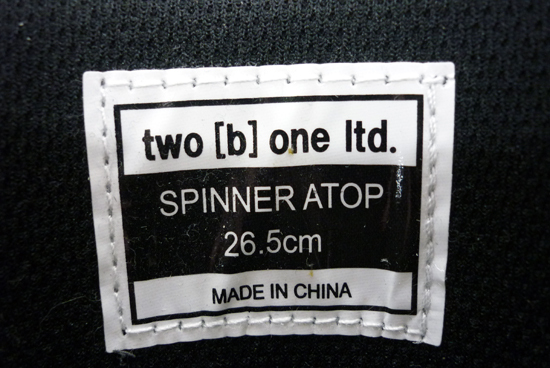 two [b] one ltd.
SPINNER ATOP
26.5cm
MADE IN CHINA